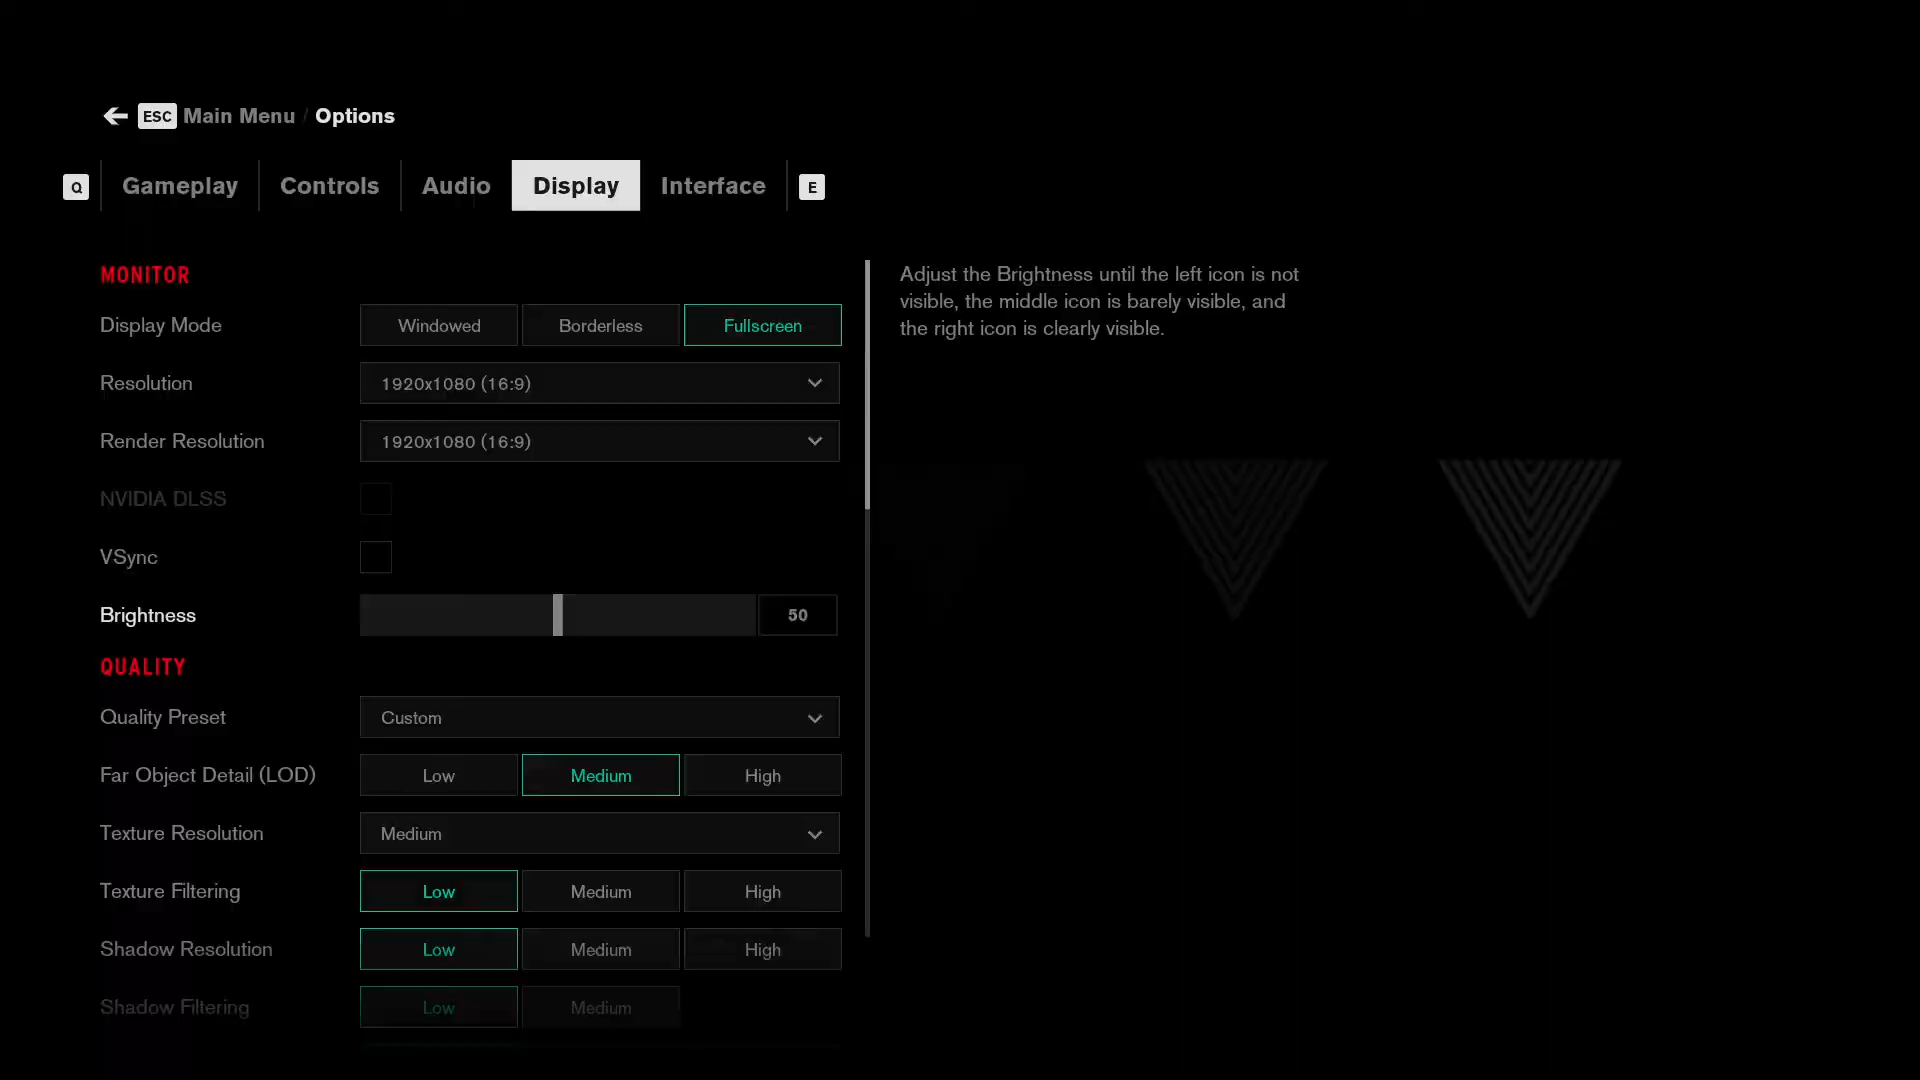 ESC Main Menu / Options
Q Gameplay Controls Audio Display Interface E
MONITOR
Display Mode Windowed Borderless Fullscreen
Resolution 1920x1080 (16:9)
Render Resolution 1920x1080 (16:9)
NVIDIA DLSS
VSync
Brightness 50
QUALITY
Quality Preset Custom
Far Object Detail (LOD) Low Medium High
Texture Resolution Medium
Texture Filtering Low Medium High
Shadow Resolution Low Medium High
Shadow Filtering Low Medium
Adjust the Brightness until the left icon is not
visible, the middle icon is barely visible, and
the right icon is clearly visible.